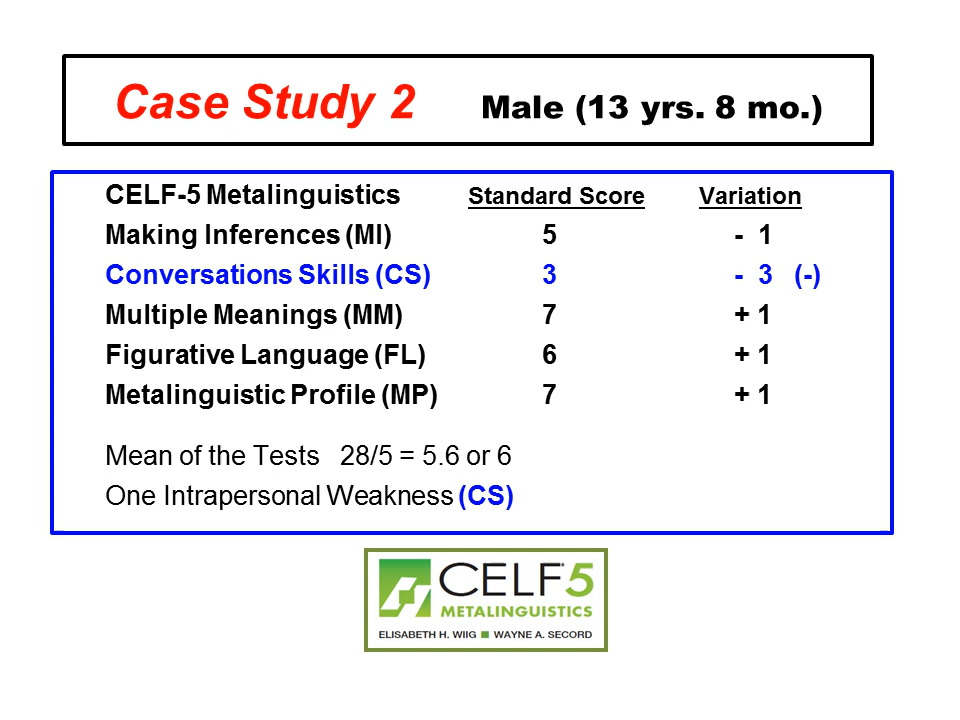 Case Study 2 Male (13 yrs. 8 mo.)
CELF-5 Metalinguistics Standard Score Variation
Making Inferences (MI) 5 - 1
Conversations Skills (CS) 3 - 3 (-)
Multiple Meanings (MM) 7 + 1
Figurative Language (FL) 6 + 1
Metalinguistic Profile (MP) 7 + 1
Mean of the Tests 28/5 = 5.6 or 6
One Intrapersonal Weakness (CS)
CELF 5
METALINGUISTICS
ELISABETH H. WIIG ■ WAYNE A. SECORD